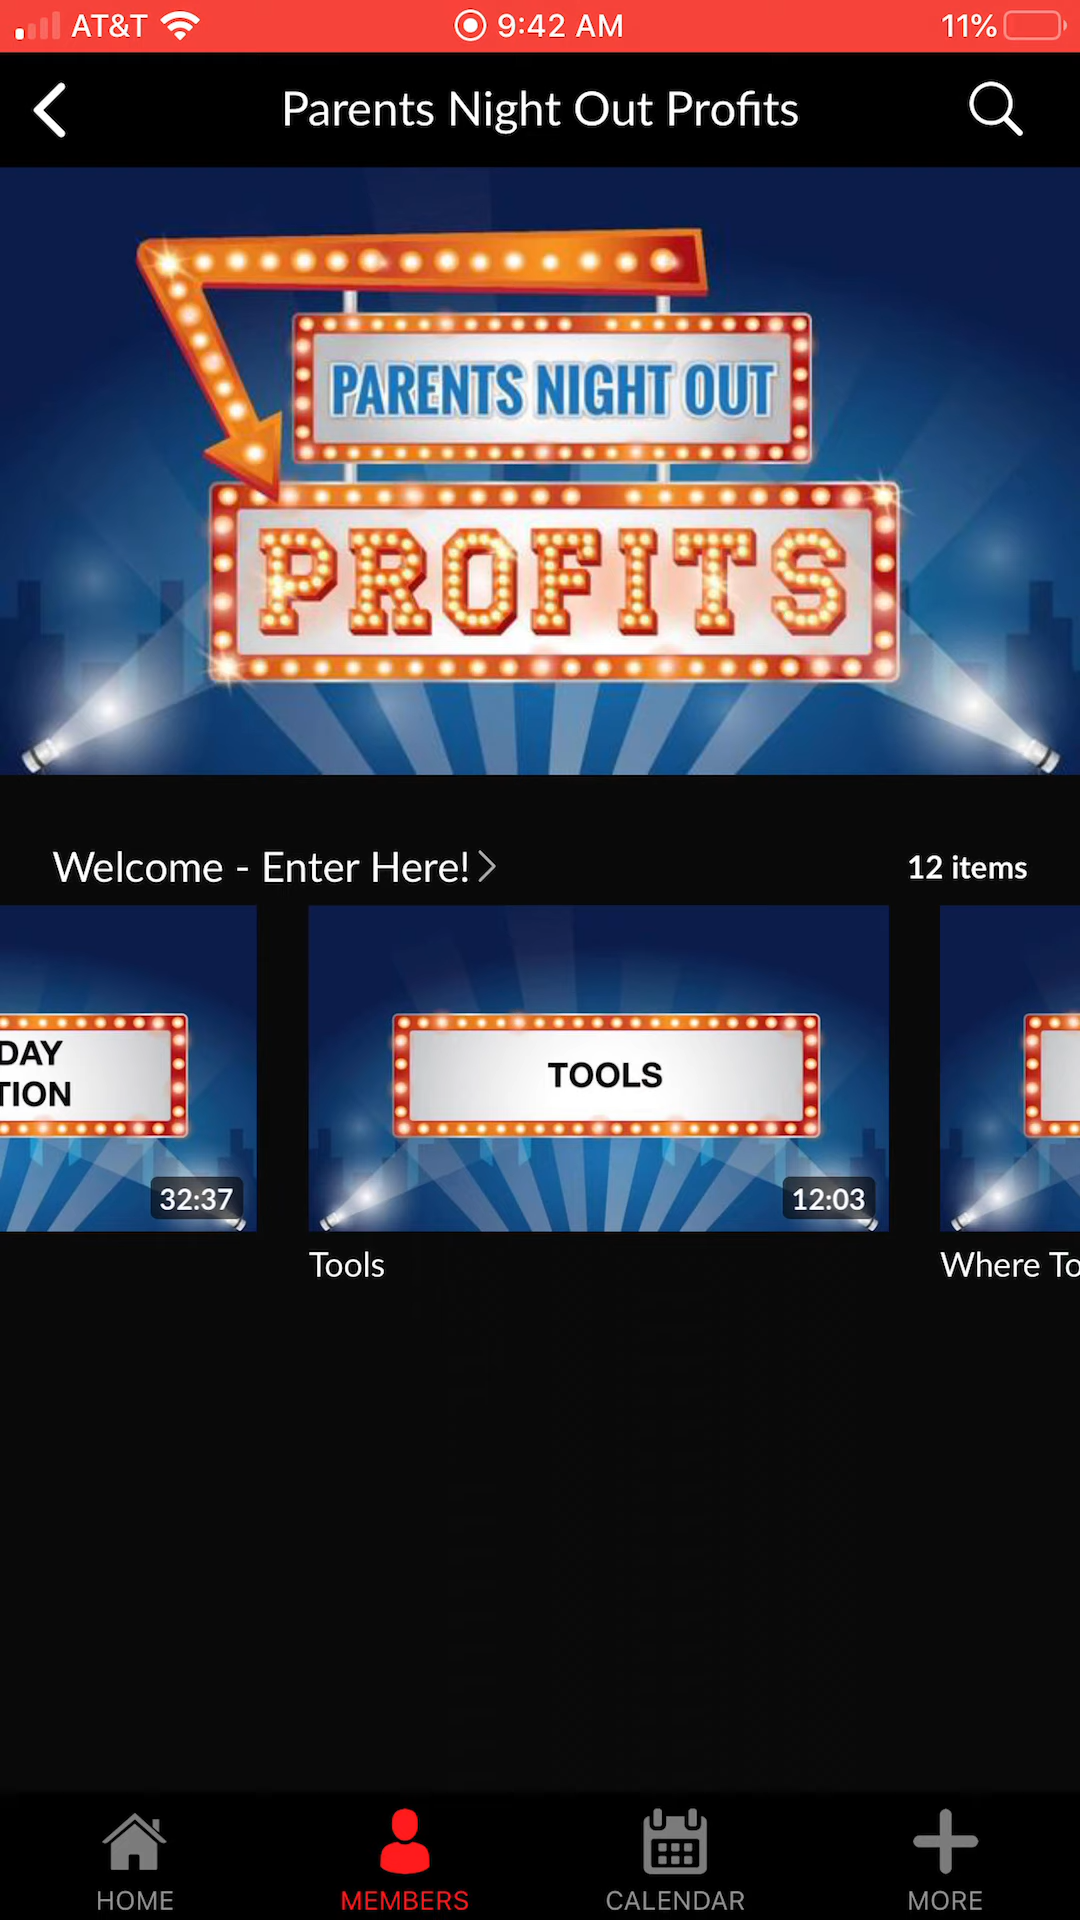 AT&T 9:42 AM 11%
Parents Night Out Profits
PARENTS NIGHT OUT
PROFITS
Welcome - Enter Here! 12 items
DAY
TION
TOOLS
32:37
12:03
Tools
Where To
HOME MEMBERS CALENDAR MORE